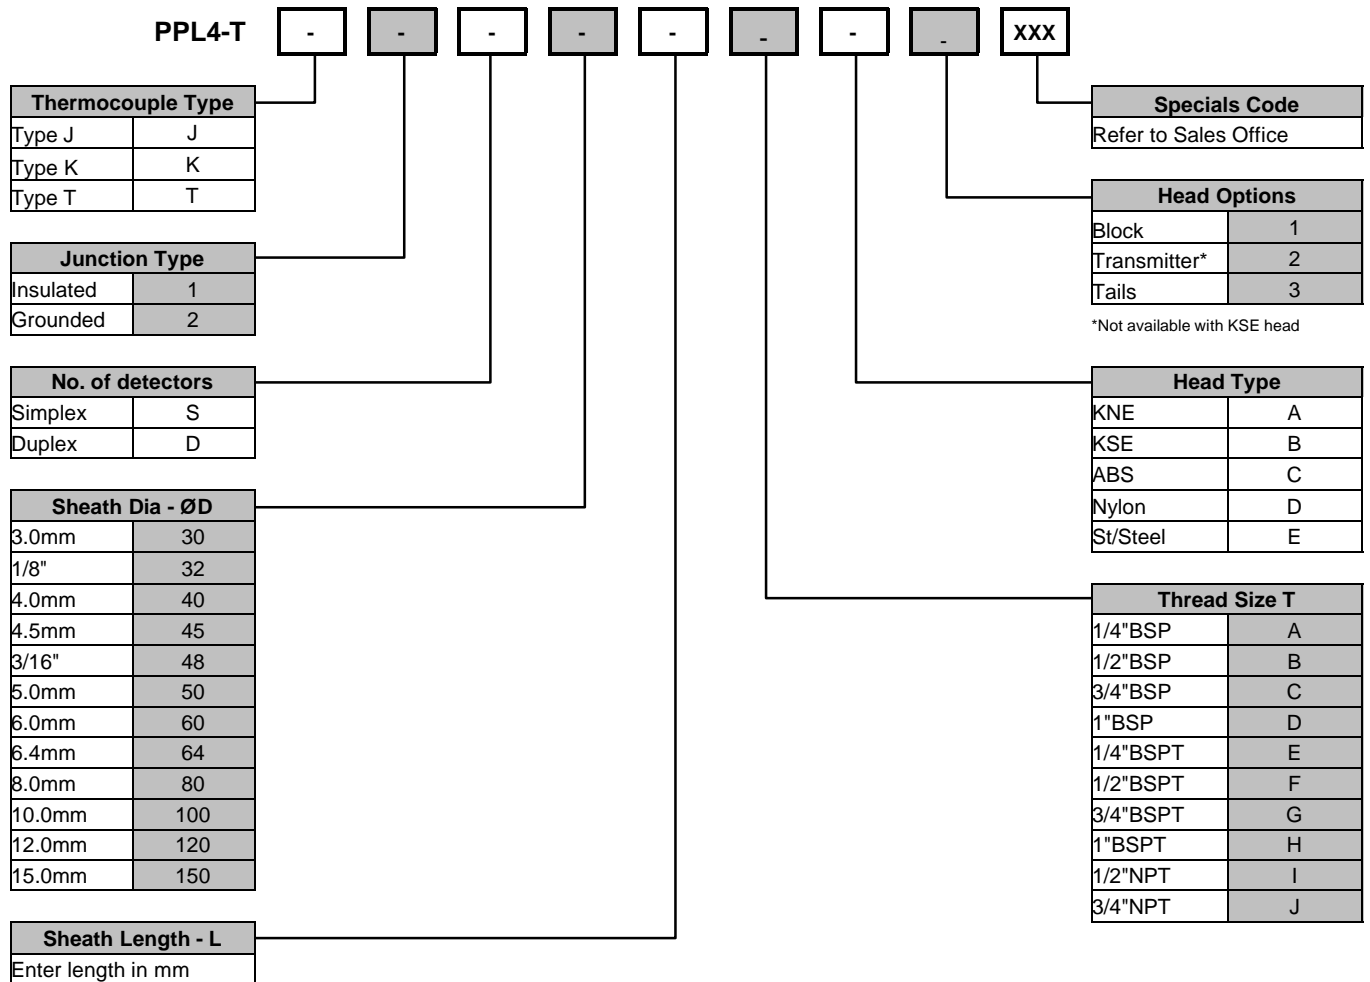 PPL4-T - - - - - - - - XXX
Thermocouple Type
Type J J
Type K K
Type T T
Junction Type
Insulated 1
Grounded 2
No. of detectors
Simplex S
Duplex D
Sheath Dia - ØD
3.0mm 30
1/8" 32
4.0mm 40
4.5mm 45
3/16" 48
5.0mm 50
6.0mm 60
6.4mm 64
8.0mm 80
10.0mm 100
12.0mm 120
15.0mm 150
Sheath Length - L
Enter length in mm
Specials Code
Refer to Sales Office
Head Options
Block 1
Transmitter* 2
Tails 3
*Not available with KSE head
Head Type
KNE A
KSE B
ABS C
Nylon D
St/Steel E
Thread Size T
1/4"BSP A
1/2"BSP B
3/4"BSP C
1"BSP D
1/4"BSPT E
1/2"BSPT F
3/4"BSPT G
1"BSPT H
1/2"NPT I
3/4"NPT J